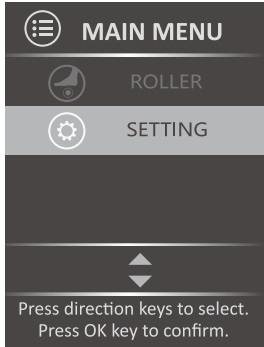 MAIN MENU
ROLLER
SETTING
Press direction keys to select.
Press OK key to confirm.